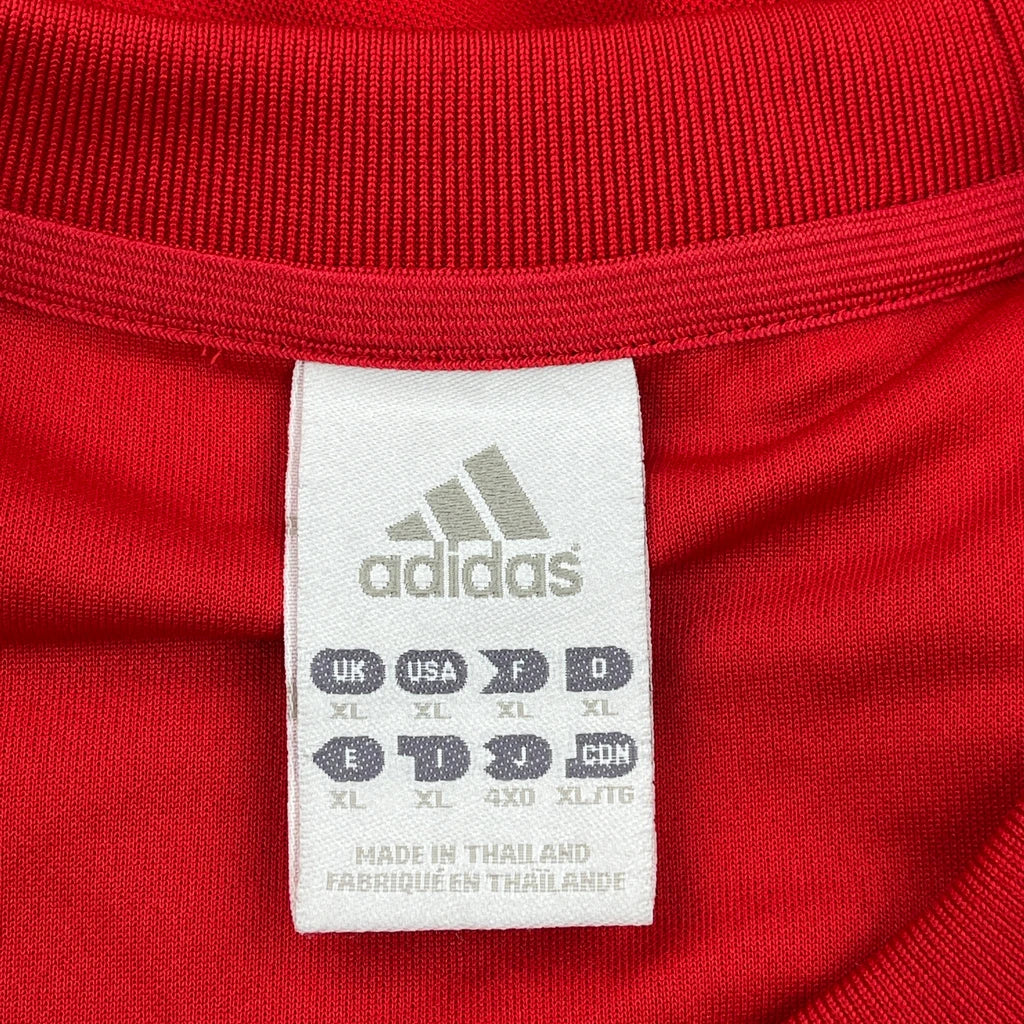 adidas
UK USA F D
XL XL XL XL
E I J CDN
XL XL 4XO XL/TG
MADE IN THAILAND
FABRIQUÉ EN THAÏLANDE